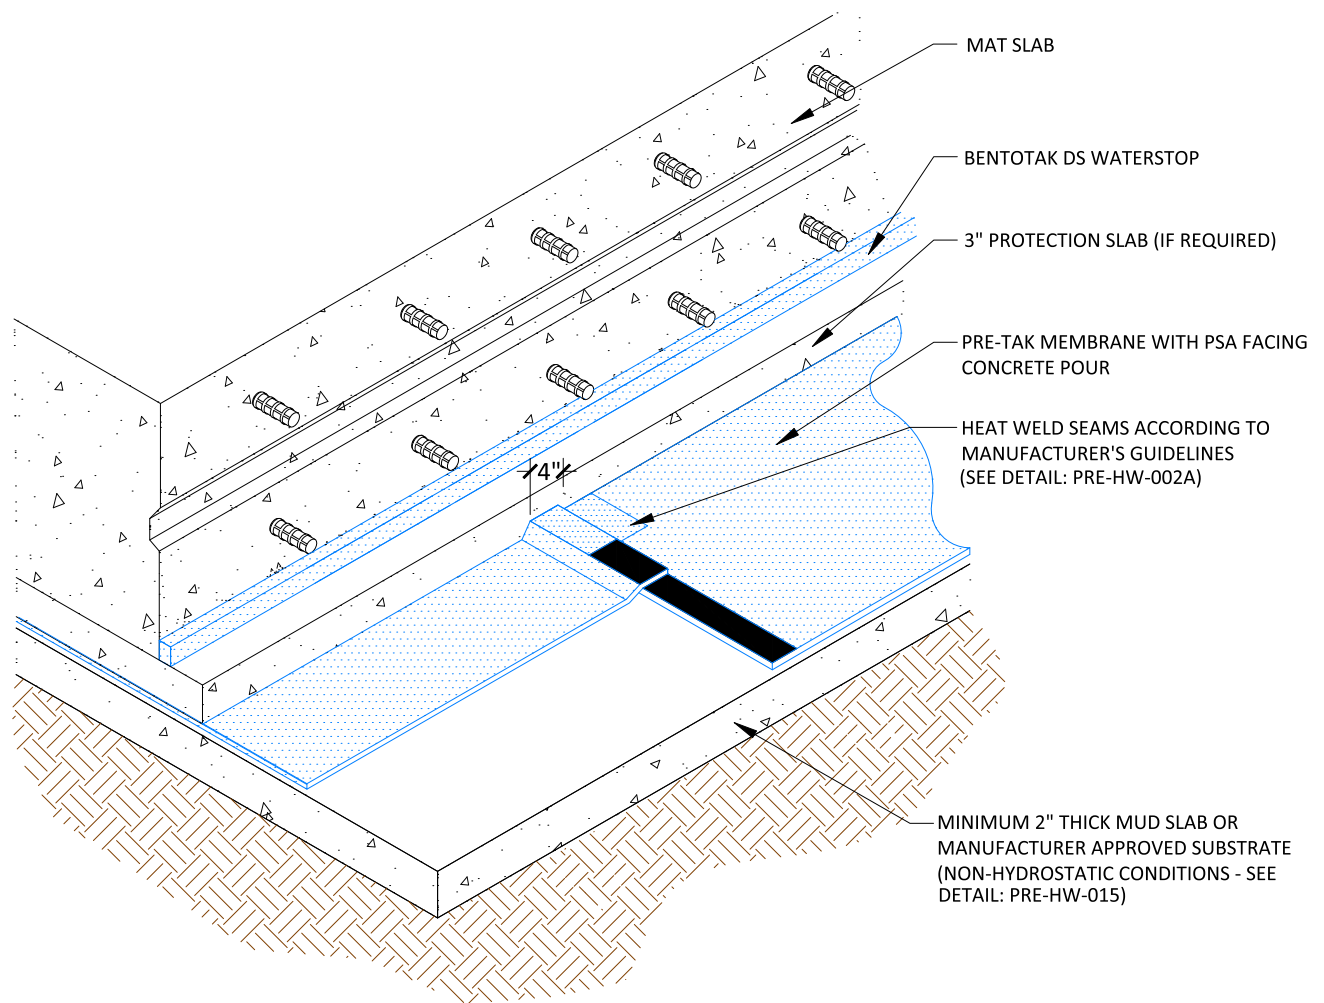 MAT SLAB
BENTOTAK DS WATERSTOP
3" PROTECTION SLAB (IF REQUIRED)
PRE-TAK MEMBRANE WITH PSA FACING
CONCRETE POUR
HEAT WELD SEAMS ACCORDING TO
MANUFACTURER'S GUIDELINES
(SEE DETAIL: PRE-HW-002A)
4"
MINIMUM 2" THICK MUD SLAB OR
MANUFACTURER APPROVED SUBSTRATE
(NON-HYDROSTATIC CONDITIONS - SEE
DETAIL: PRE-HW-015)